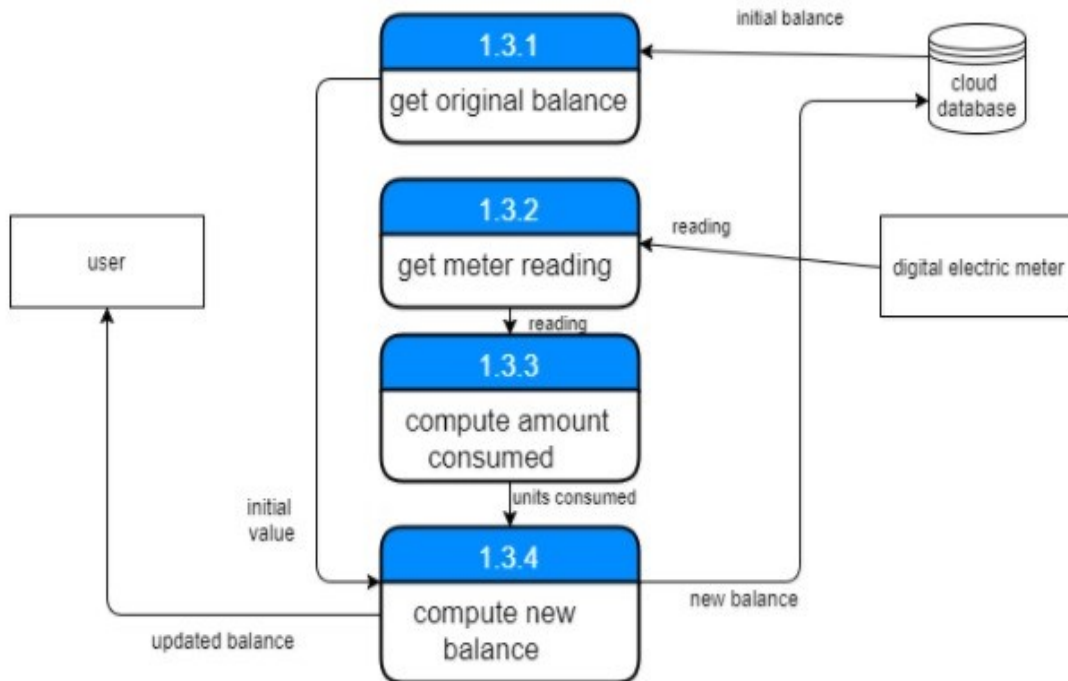 1.3.1
get original balance
initial balance
cloud
database
1.3.2
get meter reading
reading
user
digital electric meter
reading
1.3.3
compute amount
consumed
units consumed
initial
value
1.3.4
compute new
balance
new balance
updated balance